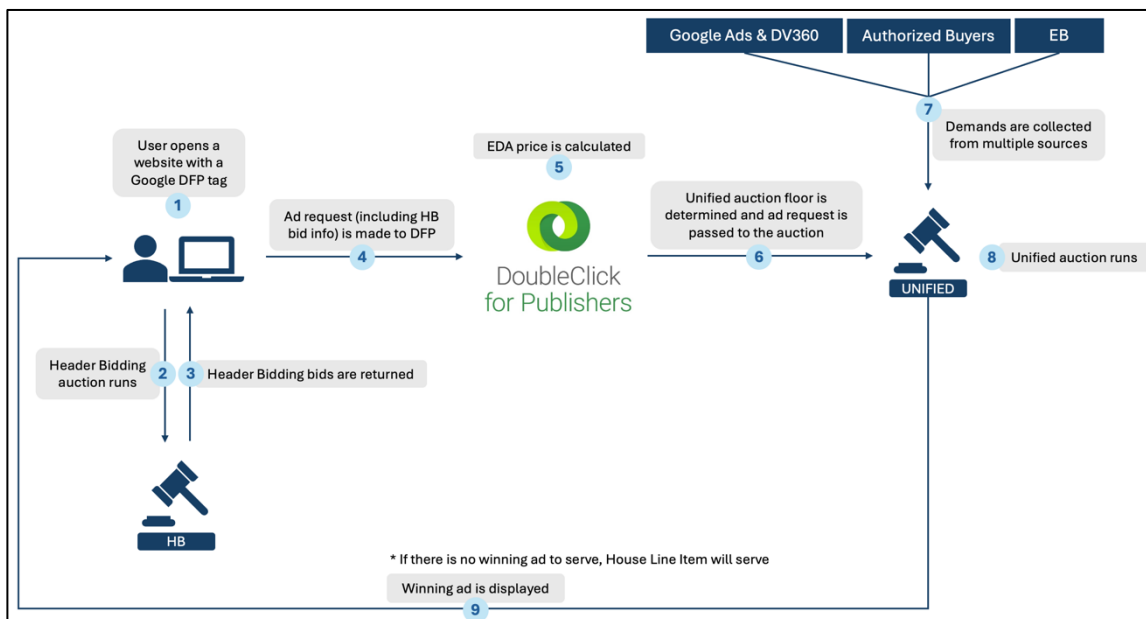 Google Ads & DV360
Authorized Buyers
EB
7
Demands are collected
from multiple sources
User opens a
website with a
Google DFP tag
1
EDA price is calculated
5
Ad request (including HB
bid info) is made to DFP
4
Unified auction floor is
determined and ad request is
passed to the auction
6
8
Unified auction runs
DoubleClick
for Publishers
UNIFIED
Header Bidding
auction runs
2
3
Header Bidding bids are returned
HB
* If there is no winning ad to serve, House Line Item will serve
Winning ad is displayed
9